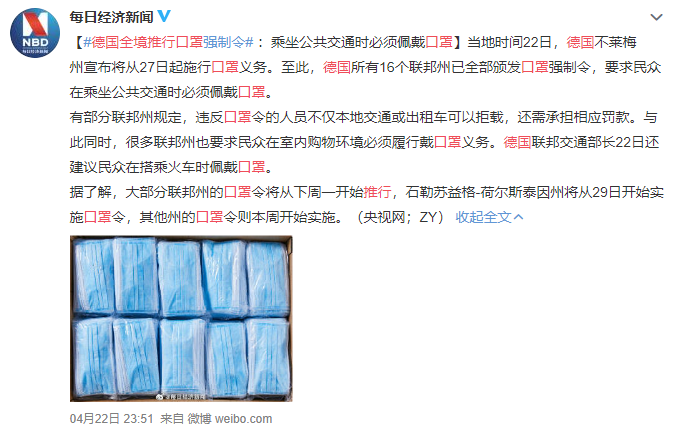 每日经济新闻
NBD
每日经济新闻
【#德国全境推行口罩强制令#：乘坐公共交通时必须佩戴口罩】当地时间22日，德国不莱梅
州宣布将从27日起施行口罩义务。至此，德国所有16个联邦州已全部颁发口罩强制令，要求民众
在乘坐公共交通时必须佩戴口罩。
有部分联邦州规定，违反口罩令的人员不仅本地交通或出租车可以拒载，还需承担相应罚款。与
此同时，很多联邦州也要求民众在室内购物环境必须履行戴口罩义务。德国联邦交通部长22日还
建议民众在搭乘火车时佩戴口罩。
据了解，大部分联邦州的口罩令将从下周一开始推行，石勒苏益格-荷尔斯泰因州将从29日开始实
施口罩令，其他州的口罩令则本周开始实施。（央视网；ZY） 收起全文
@每日经济新闻
04月22日 23:51 来自 微博 weibo.com